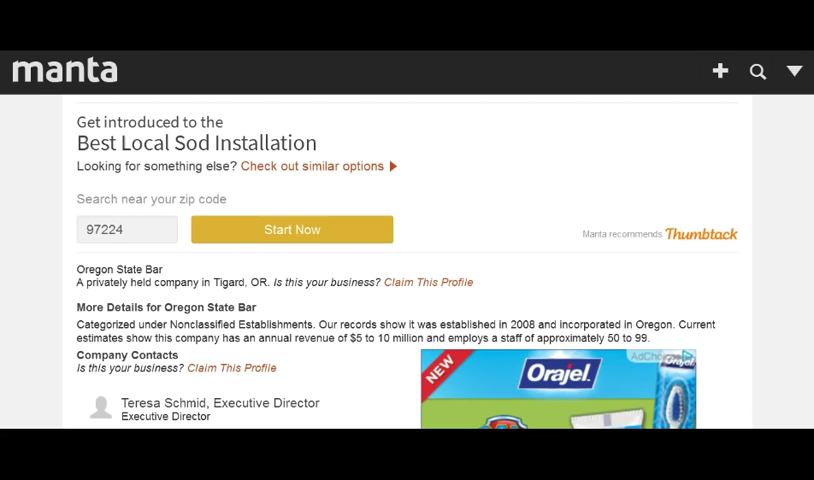 manta
Get introduced to the
Best Local Sod Installation
Looking for something else? Check out similar options
Search near your zip code
97224
Start Now
Manta recommends Thumbtack
Oregon State Bar
A privately held company in Tigard, OR. Is this your business? Claim This Profile
More Details for Oregon State Bar
Categorized under Nonclassified Establishments. Our records show it was established in 2008 and incorporated in Oregon. Current
estimates show this company has an annual revenue of $5 to 10 million and employs a staff of approximately 50 to 99.
Company Contacts
Is this your business? Claim This Profile
NEW
Orajel
Orajel
Teresa Schmid, Executive Director
Executive Director